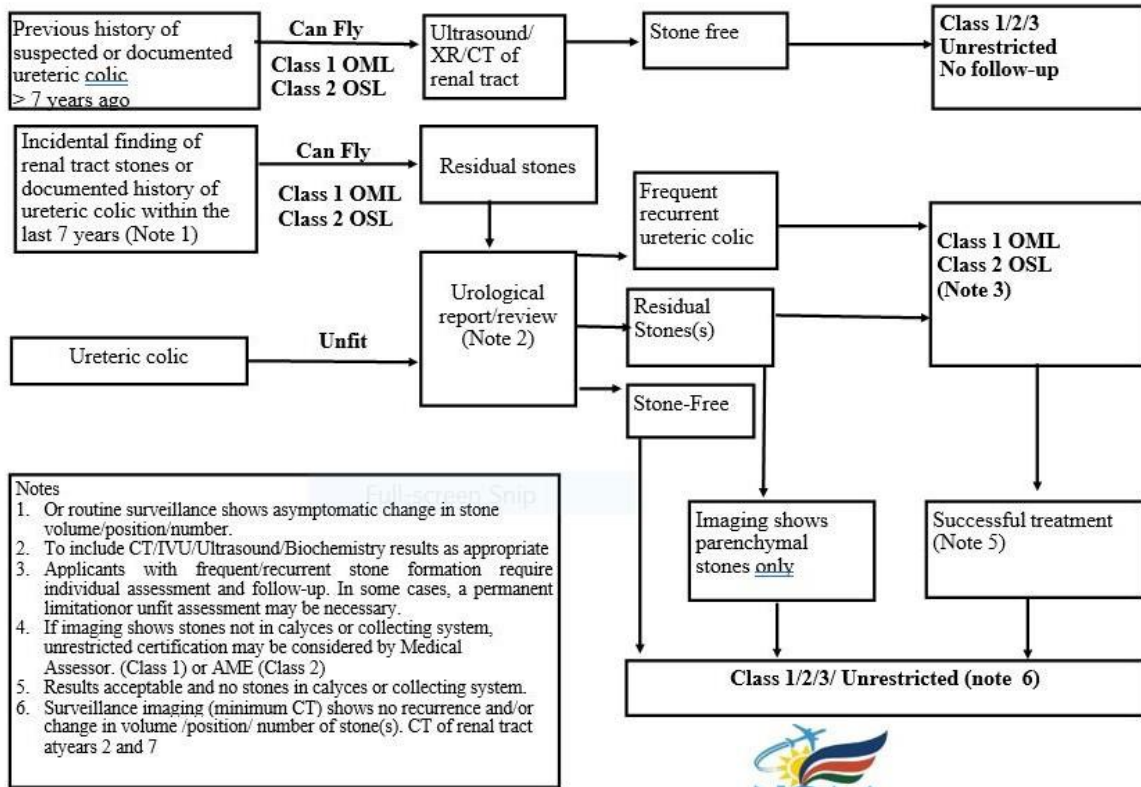 Previous history of
suspected or documented
ureteric colic
> 7 years ago
Can Fly
Class 1 OML
Class 2 OSL
Ultrasound/
XR/CT of
renal tract
Stone free
Class 1/2/3
Unrestricted
No follow-up
Incidental finding of
renal tract stones or
documented history of
ureteric colic within the
last 7 years (Note 1)
Can Fly
Class 1 OML
Class 2 OSL
Residual stones
Frequent
recurrent
ureteric colic
Class 1 OML
Class 2 OSL
(Note 3)
Urological
report/review
(Note 2)
Residual
Stones(s)
Ureteric colic
Unfit
Stone-Free
Full-screen Snip
Notes
1. Or routine surveillance shows asymptomatic change in stone
volume/position/number.
2. To include CT/IVU/Ultrasound/Biochemistry results as appropriate
3. Applicants with frequent/recurrent stone formation require
individual assessment and follow-up. In some cases, a permanent
limitationor unfit assessment may be necessary.
4. If imaging shows stones not in calyces or collecting system,
unrestricted certification may be considered by Medical
Assessor. (Class 1) or AME (Class 2)
5. Results acceptable and no stones in calyces or collecting system.
6. Surveillance imaging (minimum CT) shows no recurrence and/or
change in volume /position/ number of stone(s). CT of renal tract
atyears 2 and 7
Imaging shows
parenchymal
stones only
Successful treatment
(Note 5)
Class 1/2/3/ Unrestricted (note 6)